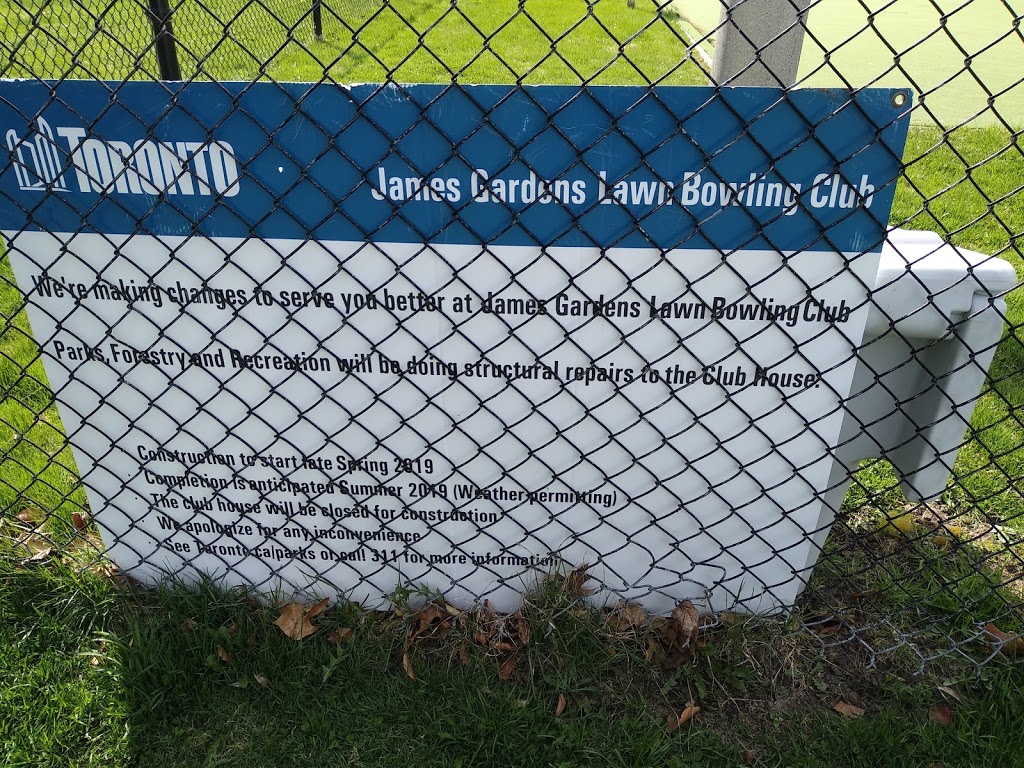 TORONTO
James Gardens Lawn Bowling Club
We're making changes to serve you better at James Gardens Lawn Bowling Club
Parks, Forestry and Recreation will be doing structural repairs to the Club House:
Construction to start late Spring 2019
Completion is anticipated Summer 2019 (Weather permitting)
The club house will be closed for construction
We apologize for any inconvenience
See Toronto.ca/parks or call 311 for more information